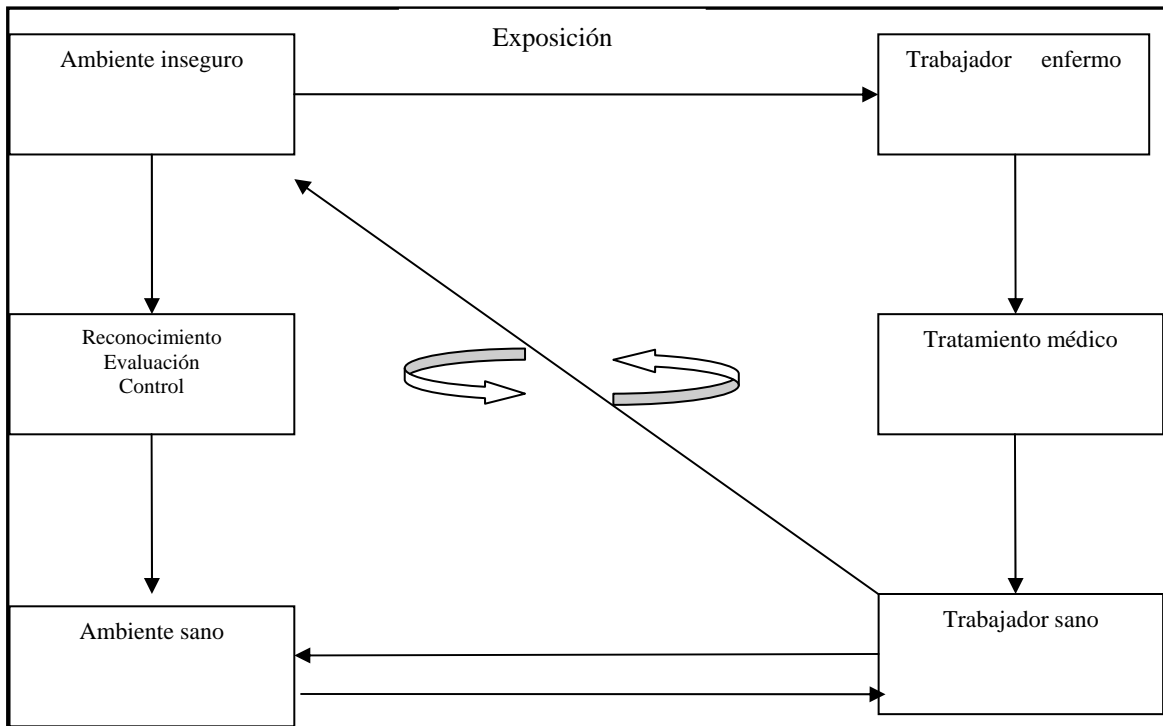 Exposición
Ambiente inseguro
Trabajador enfermo
Reconocimiento
Evaluación
Control
Tratamiento médico
Ambiente sano
Trabajador sano